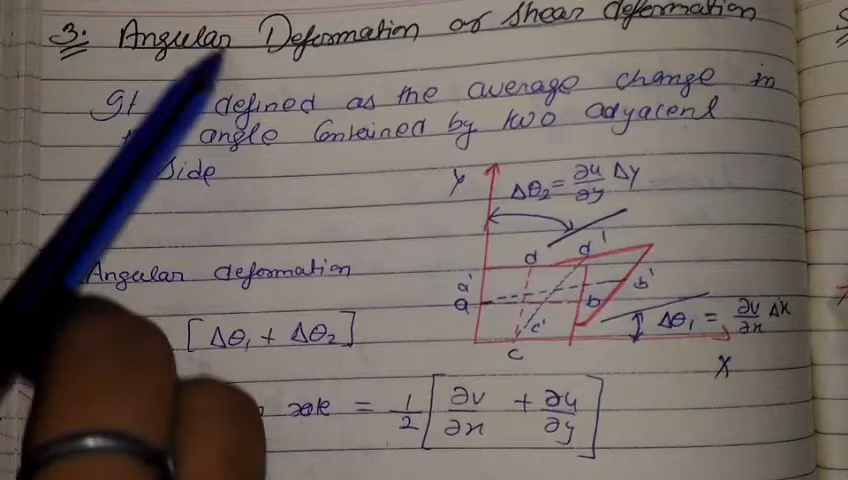 3. Angular Deformation or Shear deformation
gt defined as the average change in
angle Contained by two adjacent
side
Y Δθ₂ = ∂u/∂y Δy
d d'
Angular deformation
a' b'
a b
[Δθ₁ + Δθ₂] c' Δθ₁ = ∂v/∂x Δx
c X
= 1/2 [∂v/∂x + ∂u/∂y]